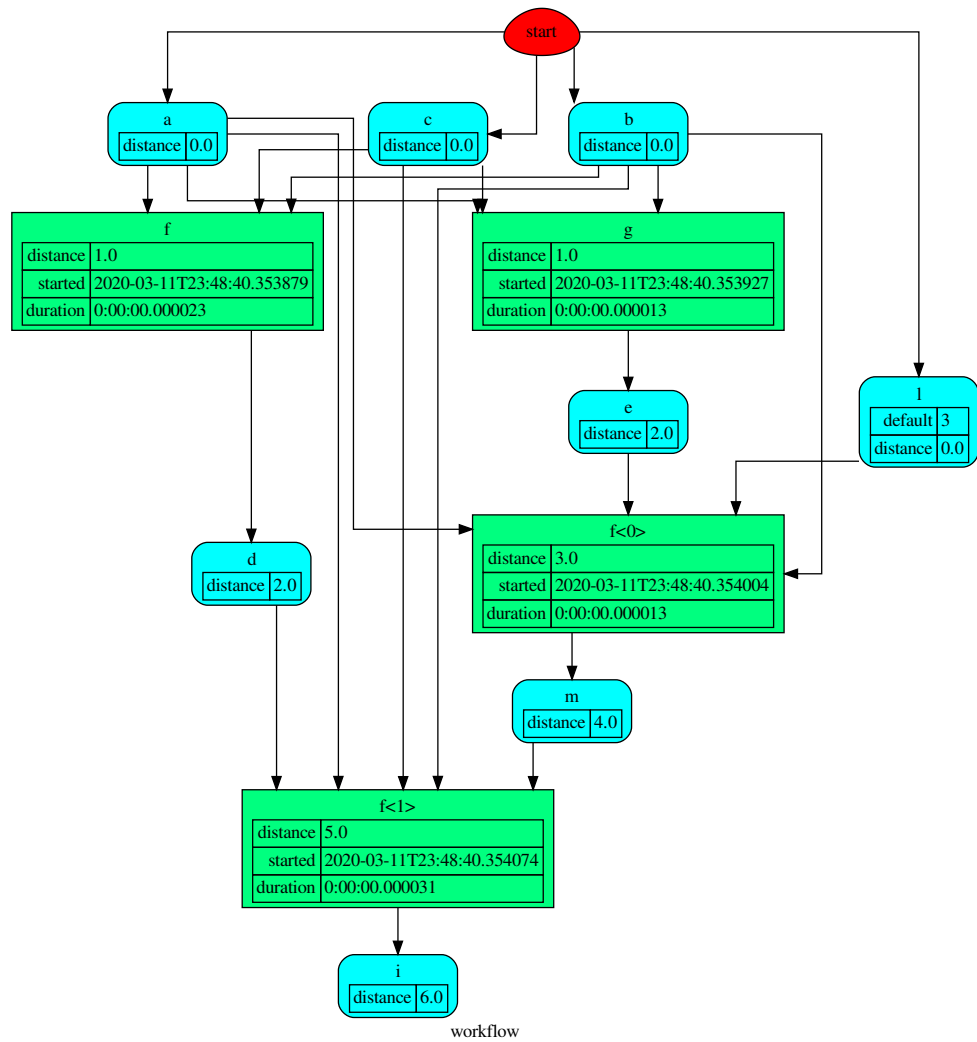 start
a
distance 0.0
c
distance 0.0
b
distance 0.0
f
distance 1.0
started 2020-03-11T23:48:40.353879
duration 0:00:00.000023
g
distance 1.0
started 2020-03-11T23:48:40.353927
duration 0:00:00.000013
l
default 3
distance 0.0
e
distance 2.0
f<0>
distance 3.0
started 2020-03-11T23:48:40.354004
duration 0:00:00.000013
d
distance 2.0
m
distance 4.0
f<1>
distance 5.0
started 2020-03-11T23:48:40.354074
duration 0:00:00.000031
i
distance 6.0
workflow